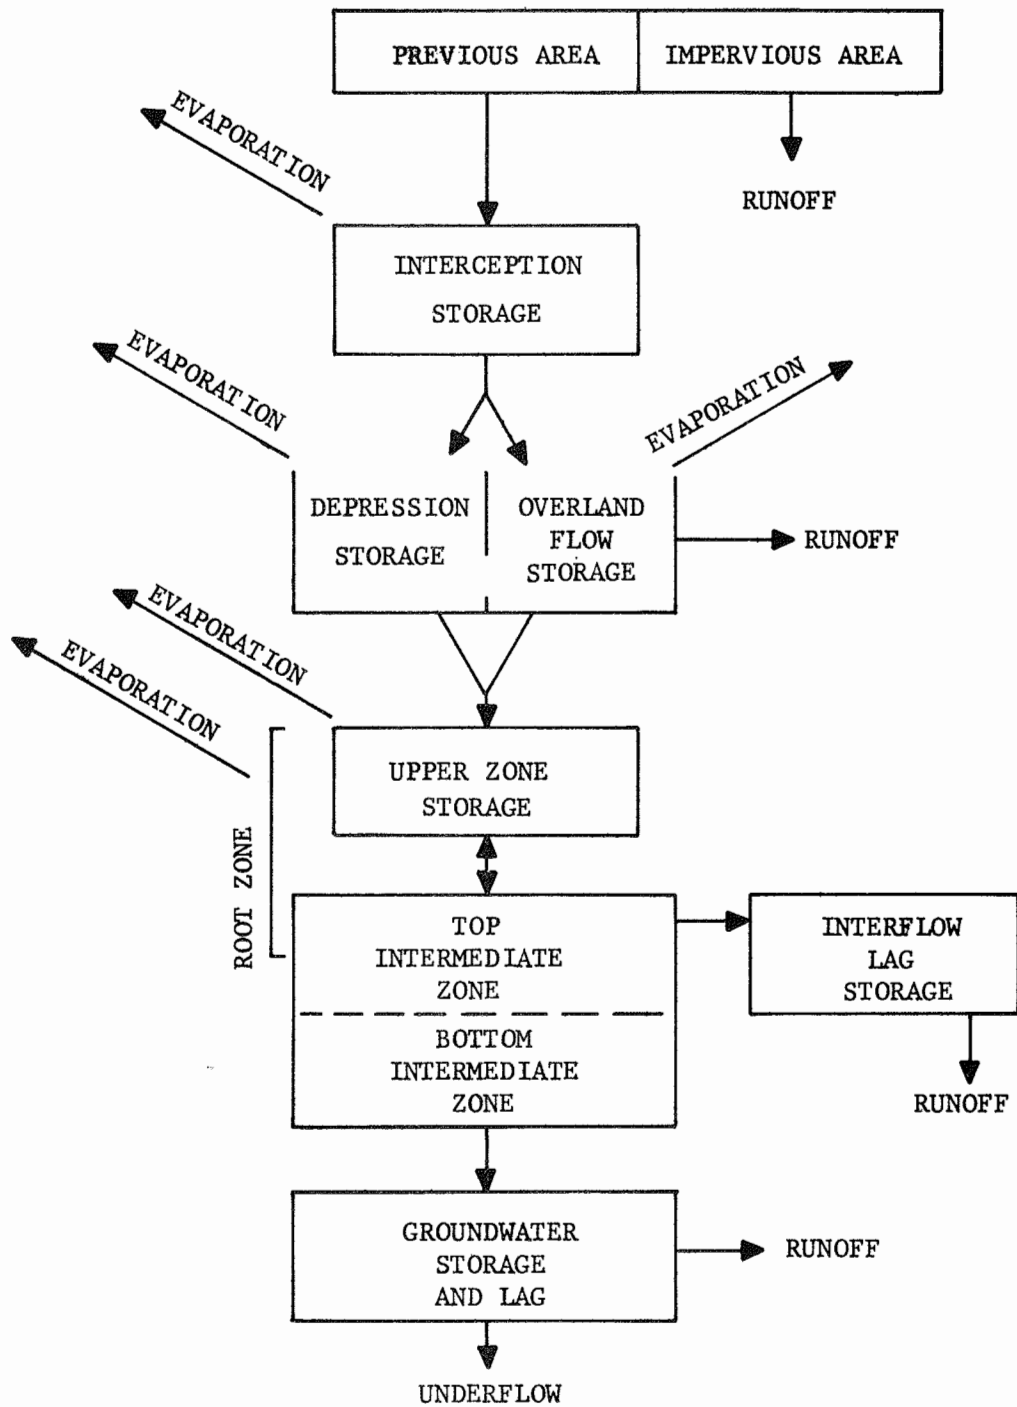 PREVIOUS AREA
IMPERVIOUS AREA
EVAPORATION
RUNOFF
INTERCEPTION
STORAGE
EVAPORATION
EVAPORATION
DEPRESSION
STORAGE
OVERLAND
FLOW
STORAGE
RUNOFF
EVAPORATION
EVAPORATION
UPPER ZONE
STORAGE
ROOT ZONE
TOP
INTERMEDIATE
ZONE
INTERFLOW
LAG
STORAGE
BOTTOM
INTERMEDIATE
ZONE
RUNOFF
GROUNDWATER
STORAGE
AND LAG
RUNOFF
UNDERFLOW